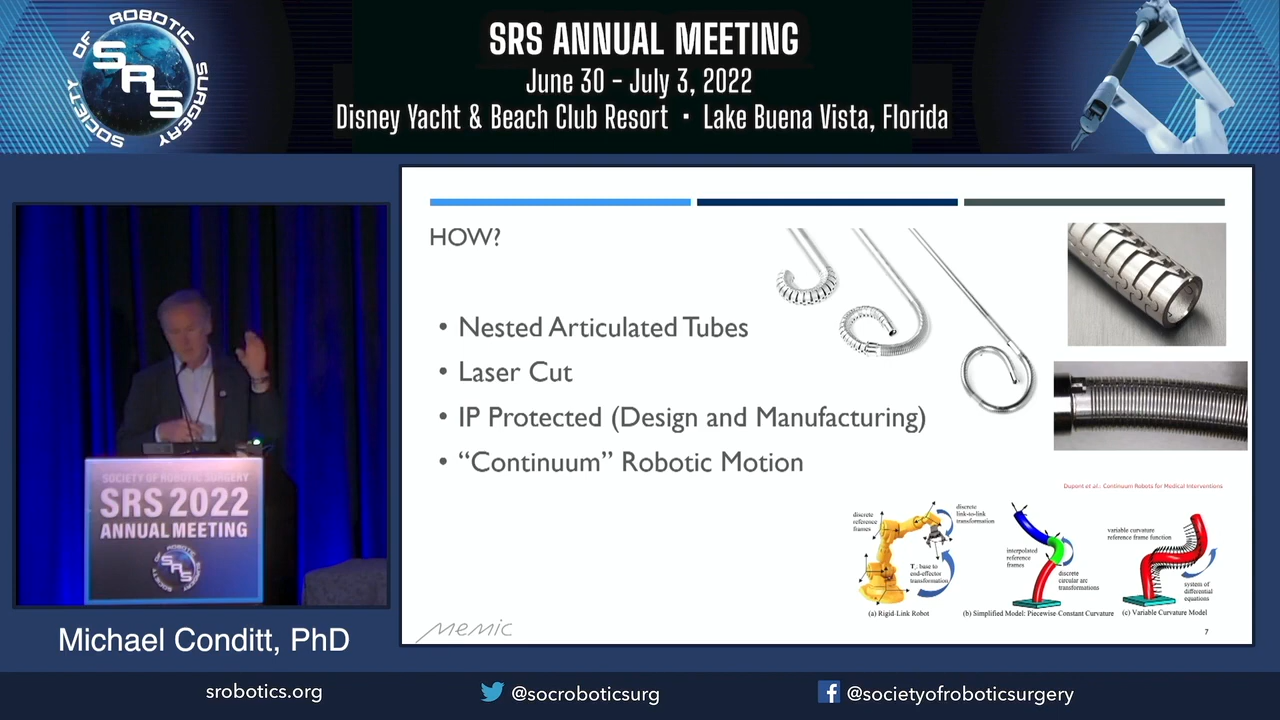 SOCIETY OF ROBOTIC SURGERY
SRS
SRS ANNUAL MEETING
June 30 - July 3, 2022
Disney Yacht & Beach Club Resort • Lake Buena Vista, Florida
SOCIETY OF ROBOTIC SURGERY
SRS 2022
ANNUAL MEETING
SRS
Michael Conditt, PhD
HOW?
• Nested Articulated Tubes
• Laser Cut
• IP Protected (Design and Manufacturing)
• “Continuum” Robotic Motion
Dupont et al.- Continuum Robots for Medical Interventions
discrete
reference
frames
discrete
link-to-link
transformation
base to
end-effector
transformation
(a) Rigid-Link Robot
interpolated
reference
frames
discrete
circular arc
transformations
(b) Simplified Model: Piecewise-Constant Curvature
variable curvature
reference frame function
system of
differential
equations
(c) Variable Curvature Model
memic
7
srobotics.org
@socroboticsurg
@societyofroboticsurgery